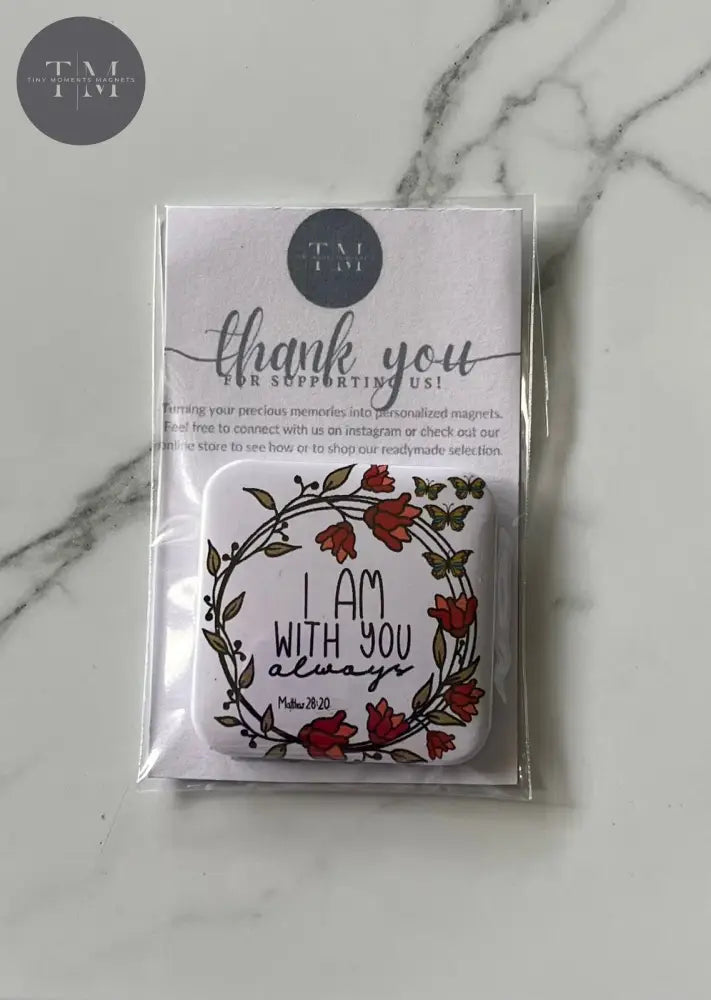 T M
TINY MOMENTS MAGNETS
T M
thank you
FOR SUPPORTING US!
Turning your precious memories into personalized magnets.
Feel free to connect with us on instagram or check out our
online store to see how or to shop our readymade selection.
I AM
WITH YOU
always
Matthew 28:20